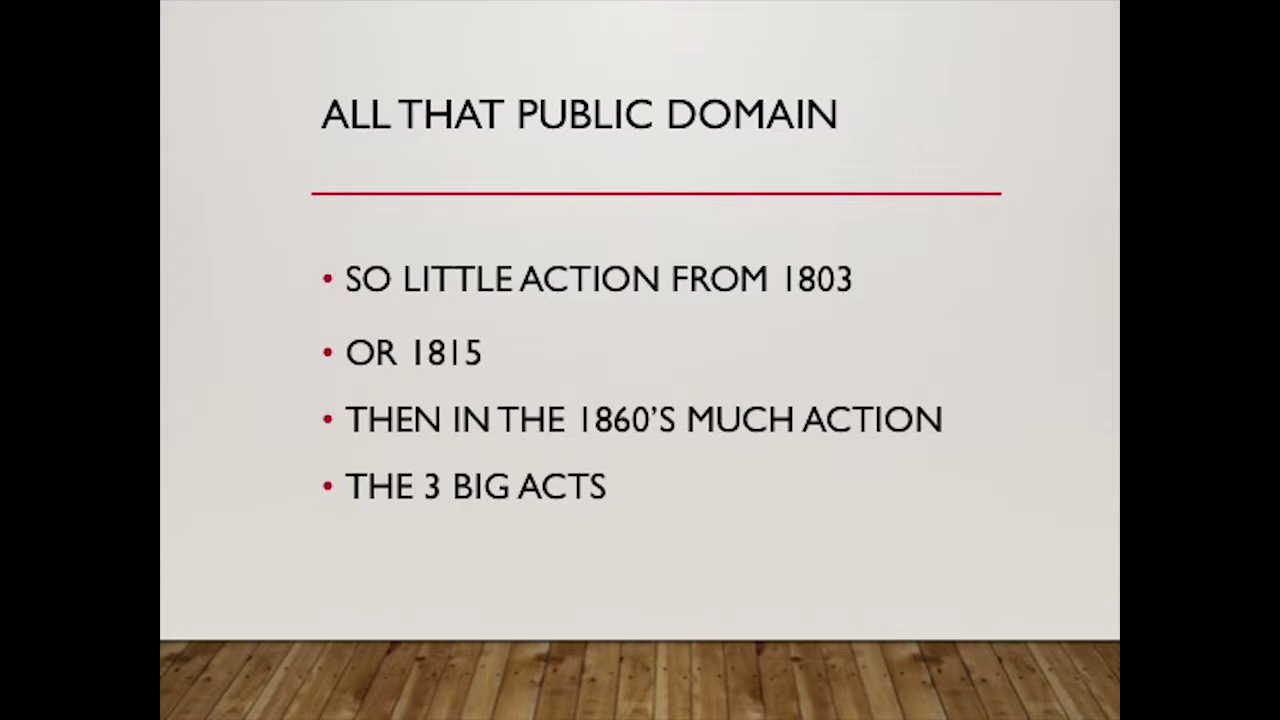 ALL THAT PUBLIC DOMAIN
• SO LITTLE ACTION FROM 1803
• OR 1815
• THEN IN THE 1860’S MUCH ACTION
• THE 3 BIG ACTS